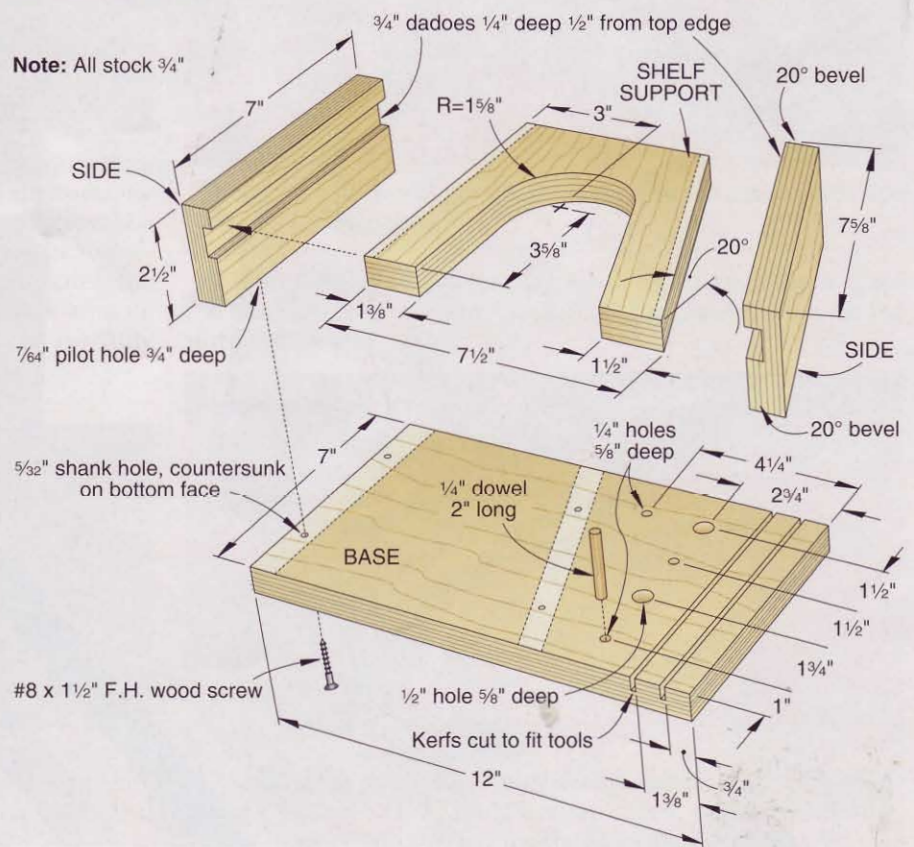 ¾" dadoes ¼" deep ½" from top edge
Note: All stock ¾"
20° bevel
SHELF
SUPPORT
7"
R=1⅝"
3"
SIDE
7⅝"
2½"
3⅝"
20°
1⅜"
7/64" pilot hole ¾" deep
7½"
1½"
SIDE
20° bevel
7"
¼" holes
⅝" deep
4¼"
5/32" shank hole, countersunk
on bottom face
¼" dowel
2" long
2¾"
BASE
1½"
1½"
1¾"
#8 x 1½" F.H. wood screw
½" hole ⅝" deep
1"
Kerfs cut to fit tools
12"
¾"
1⅜"